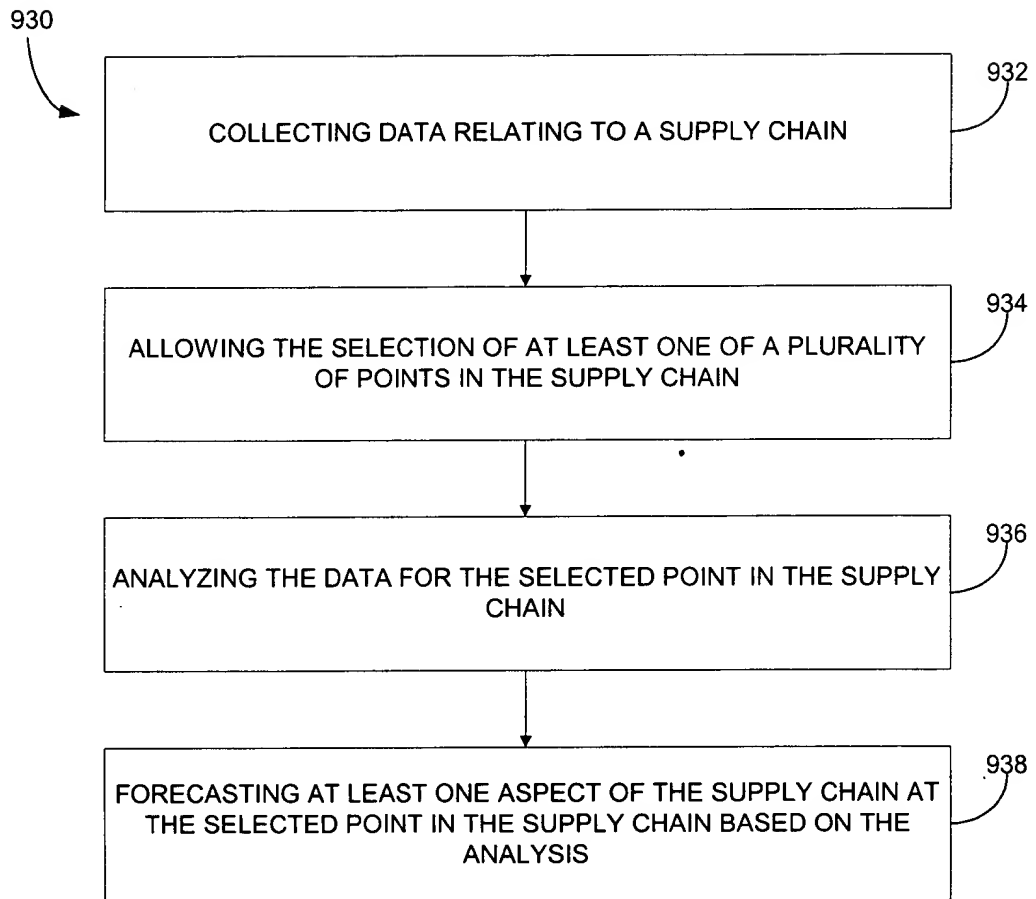 930
932
COLLECTING DATA RELATING TO A SUPPLY CHAIN
934
ALLOWING THE SELECTION OF AT LEAST ONE OF A PLURALITY
OF POINTS IN THE SUPPLY CHAIN
936
ANALYZING THE DATA FOR THE SELECTED POINT IN THE SUPPLY
CHAIN
938
FORECASTING AT LEAST ONE ASPECT OF THE SUPPLY CHAIN AT
THE SELECTED POINT IN THE SUPPLY CHAIN BASED ON THE
ANALYSIS